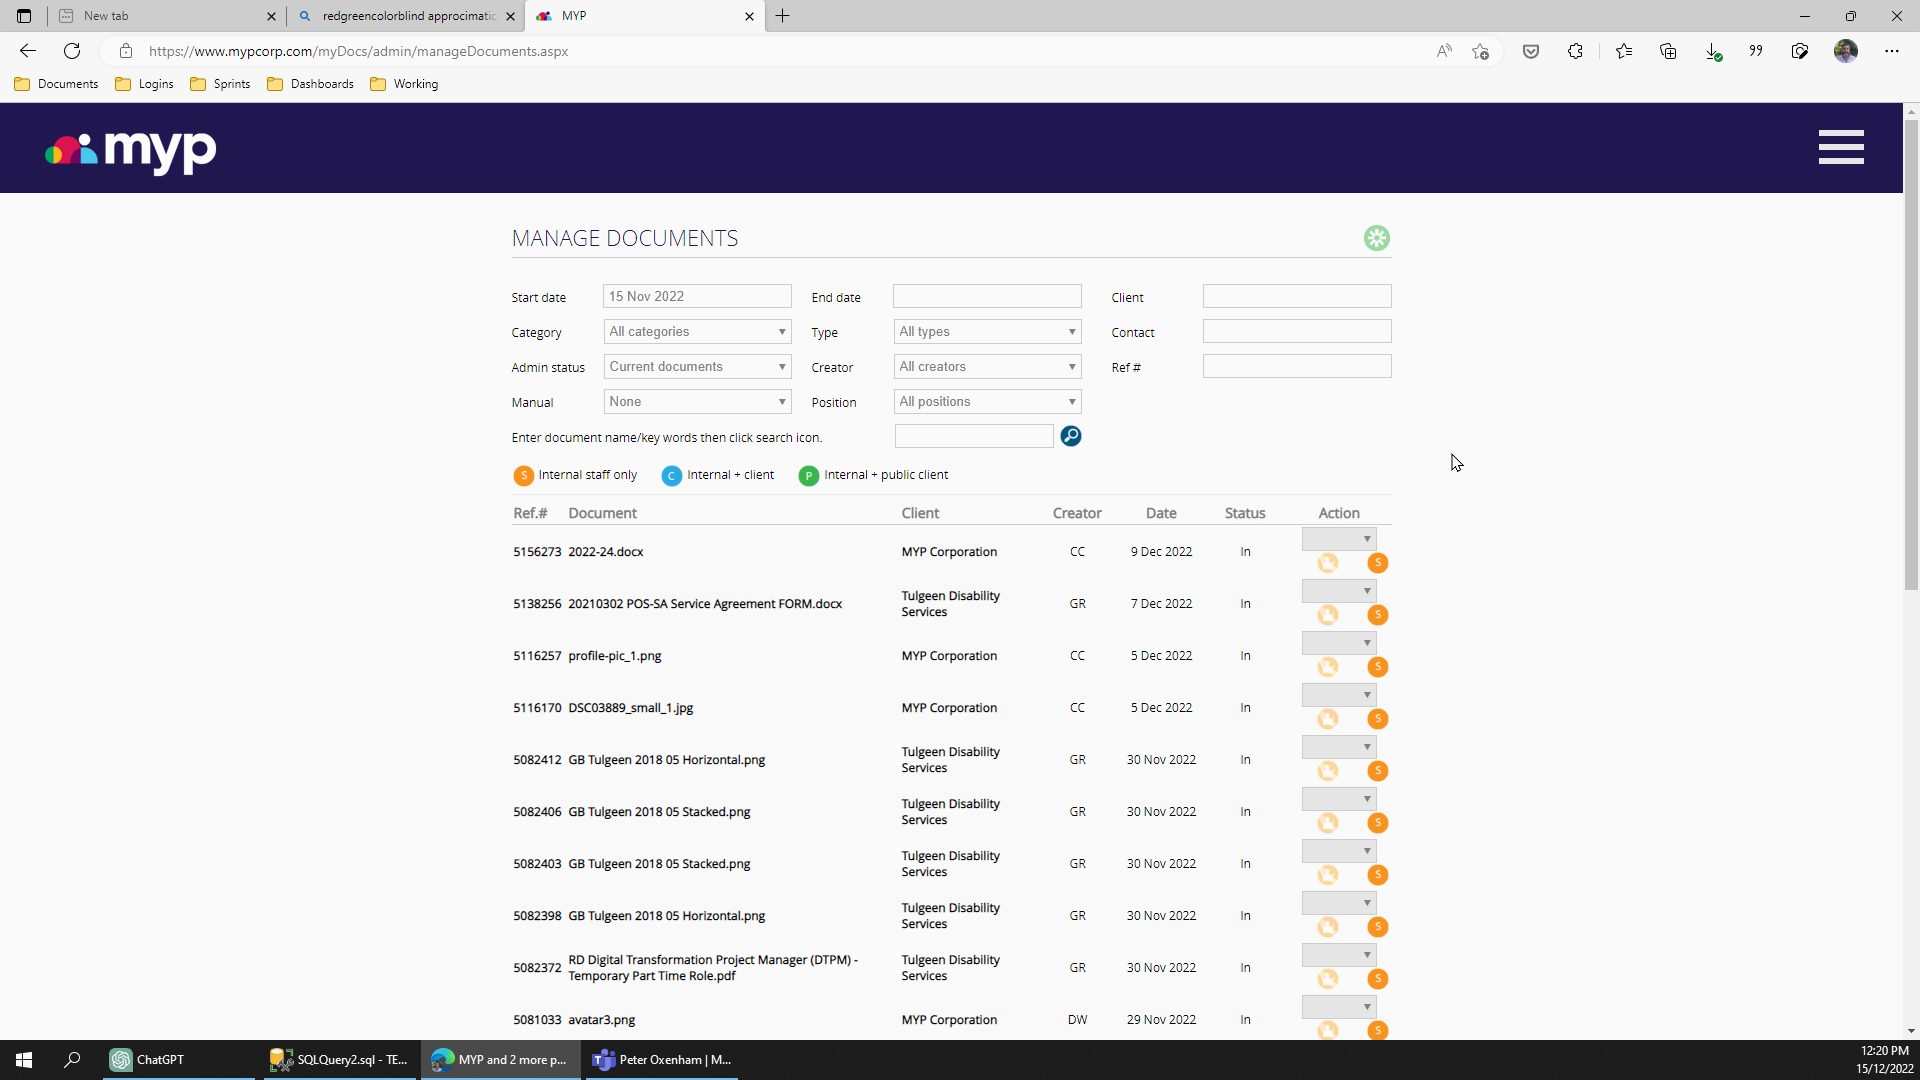 New tab
redgreencolorblind approcimatic
MYP
https://www.mypcorp.com/myDocs/admin/manageDocuments.aspx
Documents Logins Sprints Dashboards Working
myp
MANAGE DOCUMENTS
Start date 15 Nov 2022 End date Client
Category All categories Type All types Contact
Admin status Current documents Creator All creators Ref #
Manual None Position All positions
Enter document name/key words then click search icon.
S Internal staff only C Internal + client P Internal + public client
Ref.# Document Client Creator Date Status Action
5156273 2022-24.docx MYP Corporation CC 9 Dec 2022 In
S
5138256 20210302 POS-SA Service Agreement FORM.docx Tulgeen Disability Services GR 7 Dec 2022 In
S
5116257 profile-pic_1.png MYP Corporation CC 5 Dec 2022 In
S
5116170 DSC03889_small_1.jpg MYP Corporation CC 5 Dec 2022 In
S
5082412 GB Tulgeen 2018 05 Horizontal.png Tulgeen Disability Services GR 30 Nov 2022 In
S
5082406 GB Tulgeen 2018 05 Stacked.png Tulgeen Disability Services GR 30 Nov 2022 In
S
5082403 GB Tulgeen 2018 05 Stacked.png Tulgeen Disability Services GR 30 Nov 2022 In
S
5082398 GB Tulgeen 2018 05 Horizontal.png Tulgeen Disability Services GR 30 Nov 2022 In
S
5082372 RD Digital Transformation Project Manager (DTPM) - Temporary Part Time Role.pdf Tulgeen Disability Services GR 30 Nov 2022 In
S
5081033 avatar3.png MYP Corporation DW 29 Nov 2022 In
S
ChatGPT SQLQuery2.sql - TE... MYP and 2 more p... Peter Oxenham | M...
12:20 PM
15/12/2022